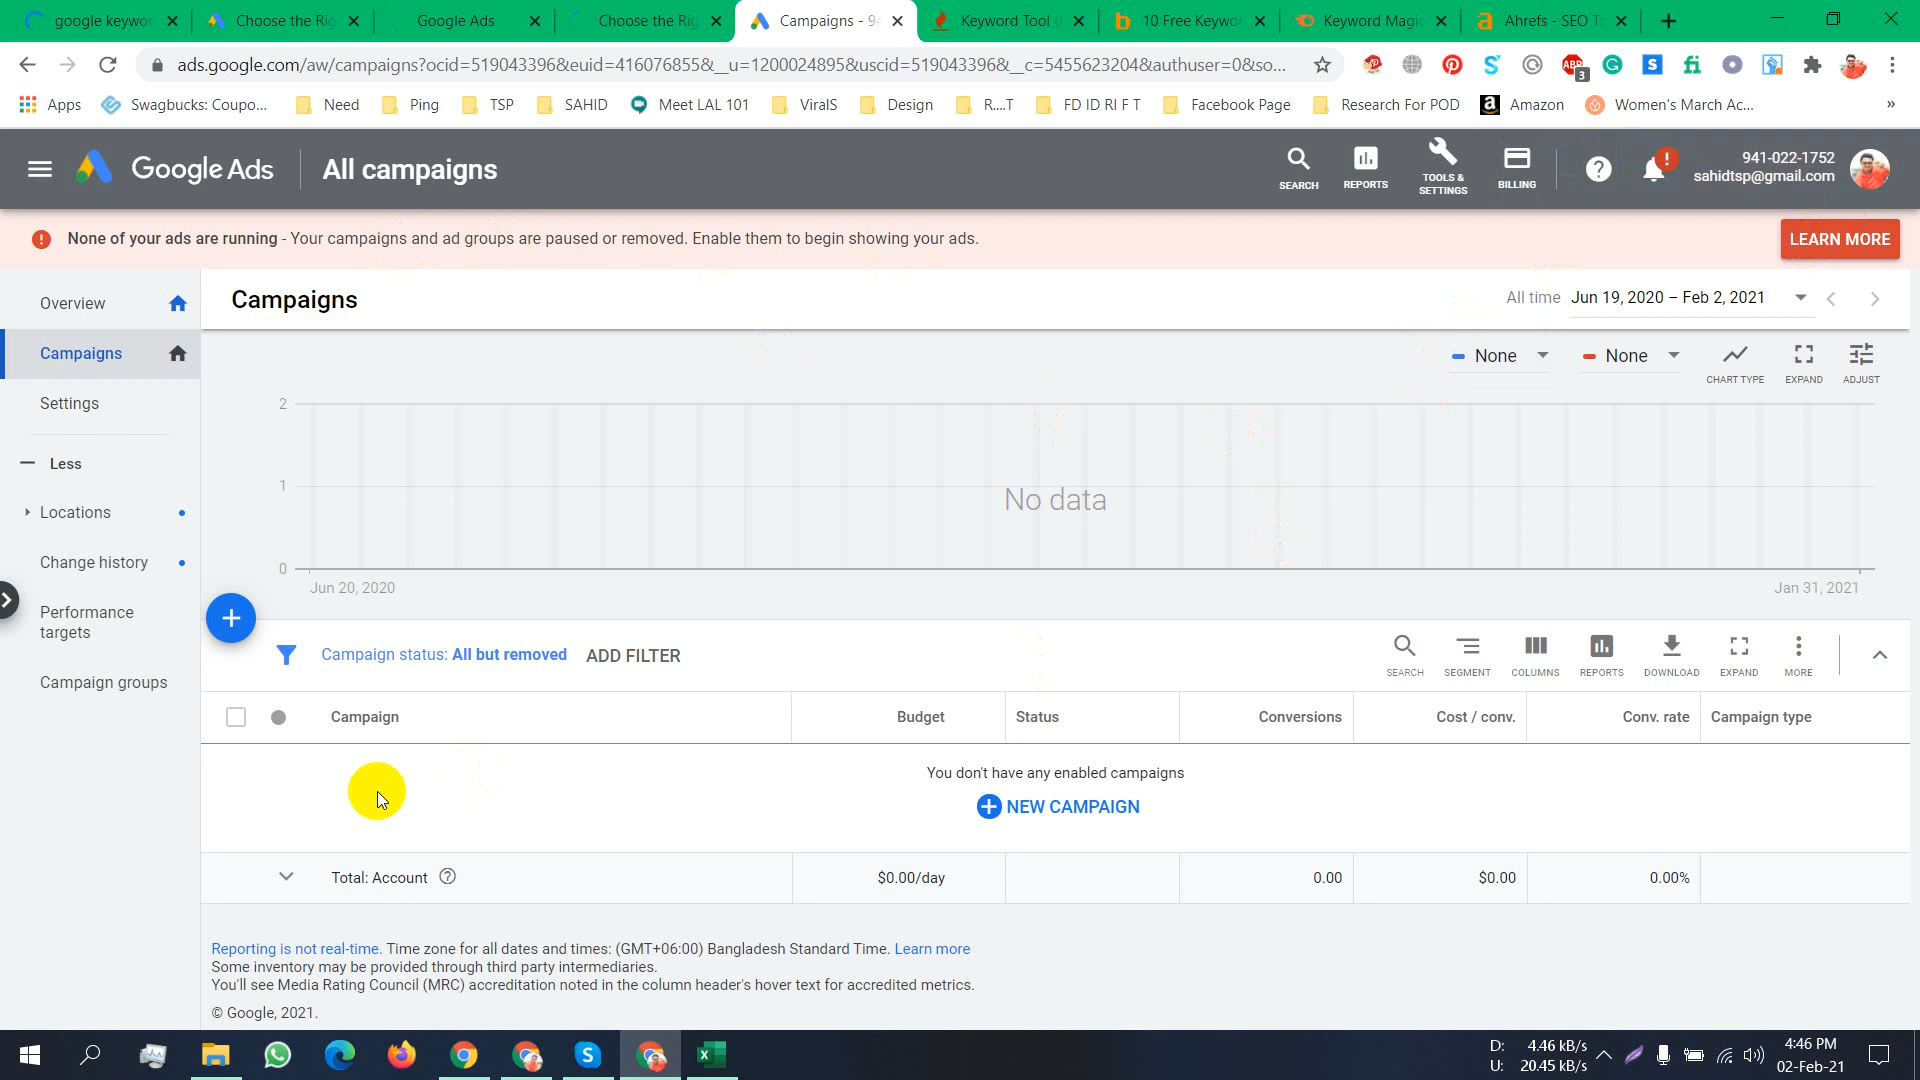 google keywor
Choose the Rig
Google Ads
Choose the Rig
Campaigns - 94
Keyword Tool (
10 Free Keywor
Keyword Magic
Ahrefs - SEO To
ads.google.com/aw/campaigns?ocid=519043396&euid=416076855&__u=1200024895&uscid=519043396&__c=5455623204&authuser=0&so...
ABP
3
Apps
Swagbucks: Coupo...
Need
Ping
TSP
SAHID
Meet LAL 101
ViralS
Design
R....T
FD ID RI F T
Facebook Page
Research For POD
Amazon
Women's March Ac...
»
Google Ads
All campaigns
SEARCH
REPORTS
TOOLS &
SETTINGS
BILLING
941-022-1752
sahidtsp@gmail.com
None of your ads are running - Your campaigns and ad groups are paused or removed. Enable them to begin showing your ads.
LEARN MORE
Overview
Campaigns
Settings
Less
Locations
Change history
Performance
targets
Campaign groups
Campaigns
All time
Jun 19, 2020 – Feb 2, 2021
None
None
CHART TYPE
EXPAND
ADJUST
2
1
0
No data
Jun 20, 2020
Jan 31, 2021
Campaign status: All but removed
ADD FILTER
SEARCH
SEGMENT
COLUMNS
REPORTS
DOWNLOAD
EXPAND
MORE
Campaign
Budget
Status
Conversions
Cost / conv.
Conv. rate
Campaign type
You don't have any enabled campaigns
NEW CAMPAIGN
Total: Account
$0.00/day
0.00
$0.00
0.00%
Reporting is not real-time. Time zone for all dates and times: (GMT+06:00) Bangladesh Standard Time. Learn more
Some inventory may be provided through third party intermediaries.
You'll see Media Rating Council (MRC) accreditation noted in the column header's hover text for accredited metrics.
© Google, 2021.
D: 4.46 kB/s
U: 20.45 kB/s
4:46 PM
02-Feb-21